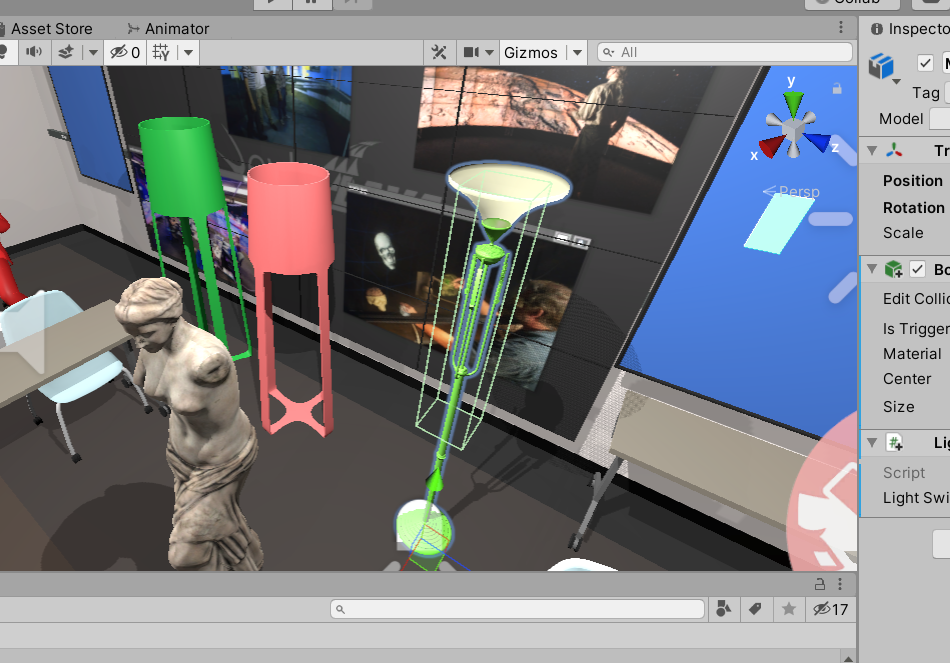 Collab
Asset Store
Animator
Inspecto
0
Gizmos
All
Tag
Model
y
x
z
Persp
Tr
Position
Rotation
Scale
Bo
Edit Collid
Is Trigger
Material
Center
Size
Lig
Script
Light Swi
17